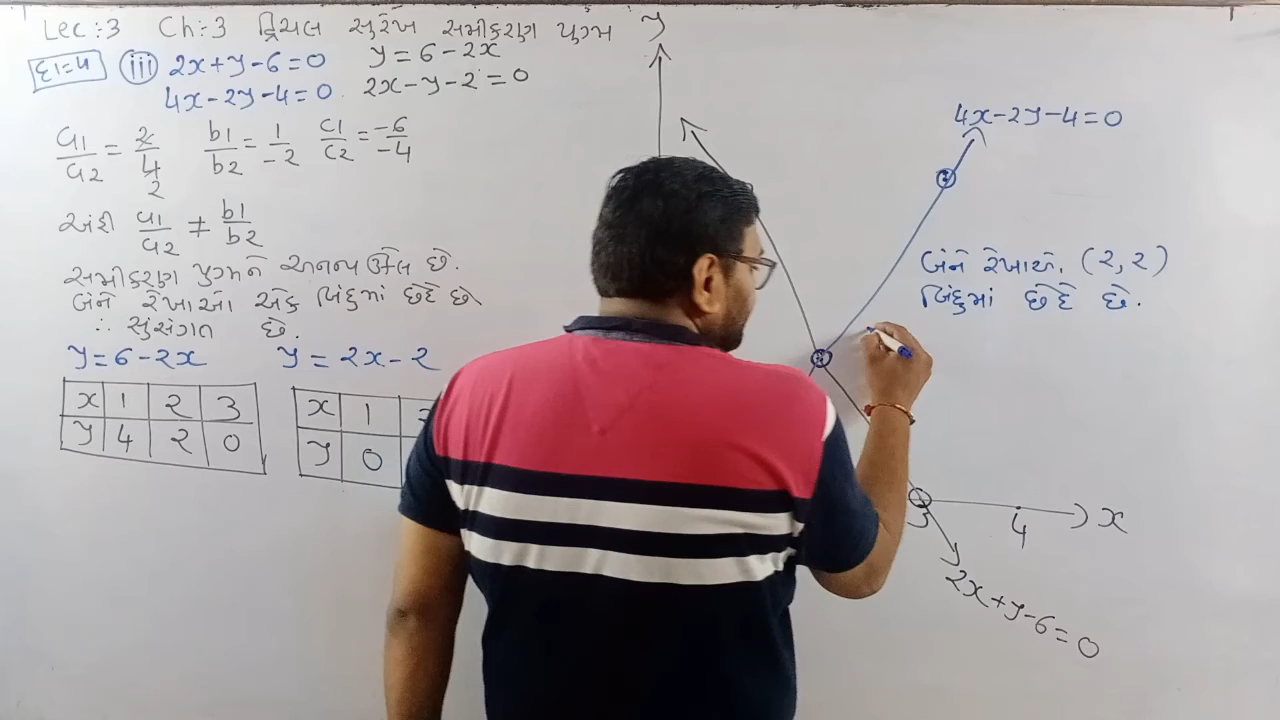 Lec:3 Ch:3 દ્વિચલ સુરેખ સમીકરણ યુગ્મ
દા=4 (iii) 2x+y-6=0 y=6-2x
4x-2y-4=0 2x-y-2=0
a1/a2 = 2/4 2 b1/b2 = 1/-2 c1/c2 = -6/-4
અહીં a1/a2 ≠ b1/b2
સમીકરણ યુગ્મને અનન્ય ઉકેલ છે.
બંને રેખાઓ એક બિંદુમાં છેદે છે
∴ સુસંગત છે.
y=6-2x y=2x-2
x 1 2 3
y 4 2 0
x 1
y 0
y
4x-2y-4=0
બંને રેખાઓ (2,2)
બિંદુમાં છેદે છે.
3 4 x
2x+y-6=0